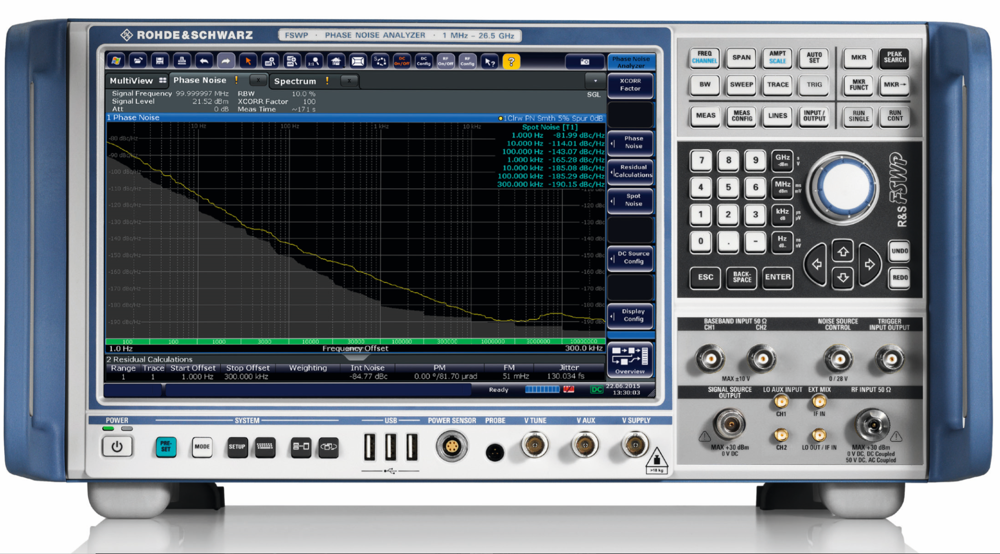 ROHDE&SCHWARZ
FSWP · PHASE NOISE ANALYZER · 1 MHz – 26.5 GHz
DC On/Off
DC Config
RF On/Off
RF Config
Phase Noise Analyzer
MultiView
Phase Noise ! x
Spectrum ! x
Signal Frequency 99.999997 MHz RBW 10.0 %
Signal Level 21.52 dBm XCORR Factor 100
Att 0 dB Meas Time ~171 s
SGL
1 Phase Noise
1Clrw PN Smth 5% Spur 0dB
10 Hz 100 Hz 1 kHz 10 kHz
Spot Noise [T1]
1.000 Hz -81.99 dBc/Hz
10.000 Hz -114.01 dBc/Hz
100.000 Hz -143.07 dBc/Hz
1.000 kHz -165.28 dBc/Hz
10.000 kHz -185.08 dBc/Hz
100.000 kHz -185.29 dBc/Hz
300.000 kHz -190.15 dBc/Hz
-80 dBc/Hz
-90 dBc/Hz
-100 dBc/Hz
-110 dBc/Hz -110 dBc
-120 dBc/Hz -120 dBc
-130 dBc/Hz -130 dBc
-140 dBc/Hz -140 dBc
-150 dBc/Hz -150 dBc
-160 dBc/Hz -160 dBc
-170 dBc/Hz -170 dBc
-180 dBc/Hz -180 dBc
-190 dBc/Hz -190 dBc
100 100 1000 3000 10000 30000 100000 300000 1000000 3000000 10000000
1.0 Hz Frequency Offset 300.0 kHz
2 Residual Calculations
Range Trace Start Offset Stop Offset Weighting Int Noise PM FM Jitter
1 1 1.000 Hz 300.000 kHz -84.77 dBc 0.00 °/81.70 µrad 51 mHz 130.034 fs
Ready DC 22.06.2015
13:30:03
XCORR
Factor
Phase
Noise
Residual
Calculations
Spot
Noise
DC Source
Config
Display
Config
Overview
FREQ CHANNEL
SPAN
AMPT SCALE
AUTO SET
MKR
PEAK SEARCH
BW
SWEEP
TRACE
TRIG
MKR FUNCT
MKR→
MEAS
MEAS CONFIG
LINES
INPUT/ OUTPUT
RUN SINGLE
RUN CONT
7 8 9 GHz -dBm s V
4 5 6 MHz dBm ms mV
1 2 3 kHz dB µs µV
0 . - Hz dB.. ns nV
ESC
BACK-SPACE
ENTER
UNDO
REDO
R&S FSWP
BASEBAND INPUT 50 Ω
CH1 CH2
NOISE SOURCE CONTROL
TRIGGER INPUT OUTPUT
MAX ±10 V
0 / 28 V
SIGNAL SOURCE OUTPUT
LO AUX INPUT
EXT MIX
RF INPUT 50 Ω
CH1
IF IN
CH2
LO OUT / IF IN
MAX +30 dBm
0 V DC
MAX +30 dBm
0 V DC, DC Coupled
50 V DC, AC Coupled
POWER
SYSTEM
USB
POWER SENSOR
PROBE
V TUNE
V AUX
V SUPPLY
PRE-SET
MODE
SETUP
>18 kg